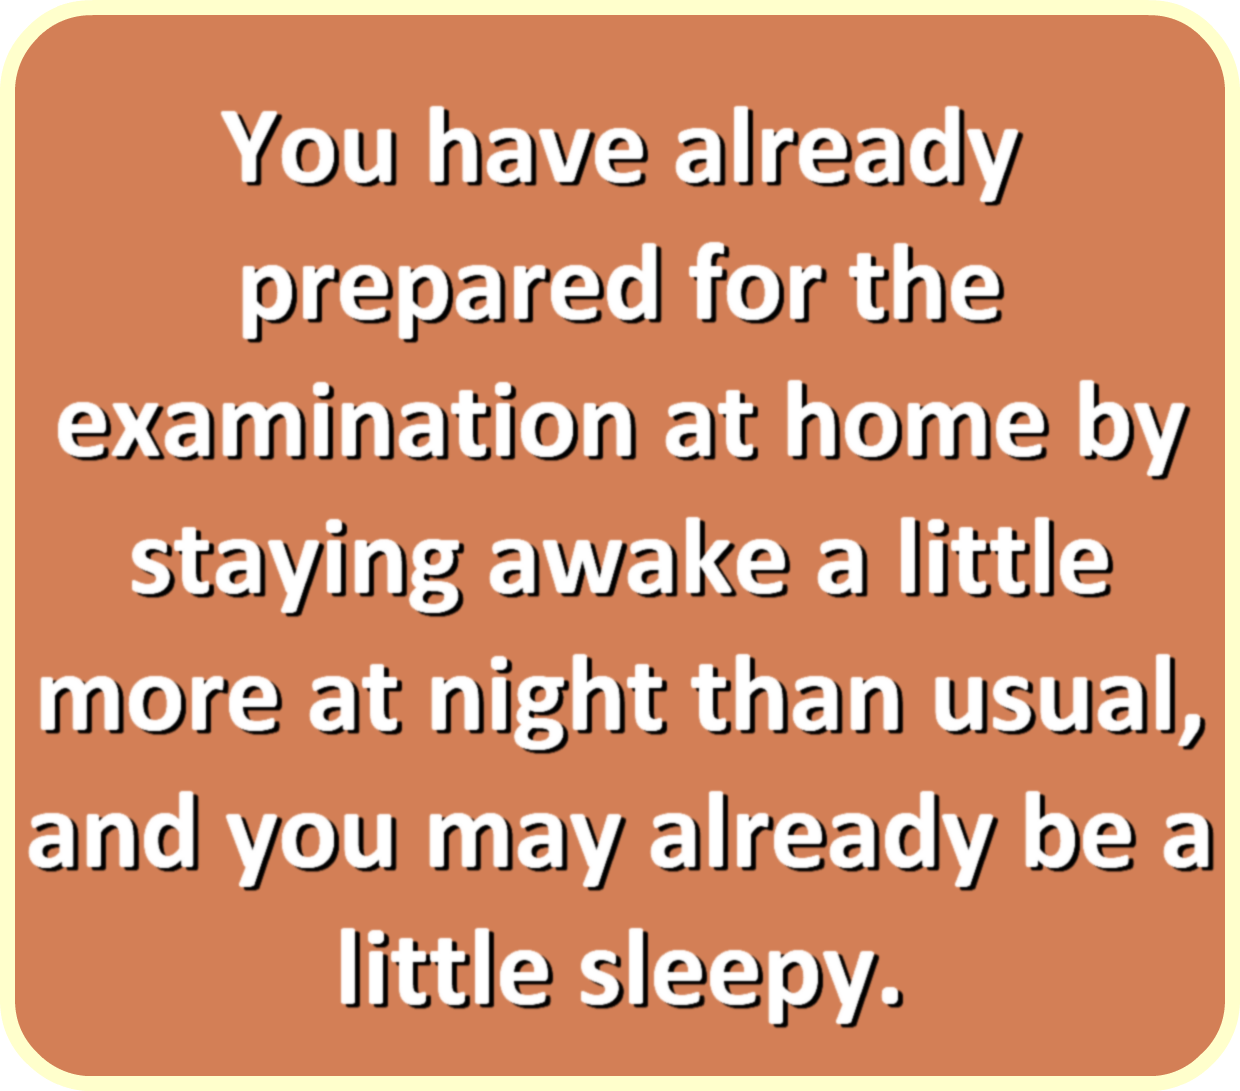 You have already
prepared for the
examination at home by
staying awake a little
more at night than usual,
and you may already be a
little sleepy.